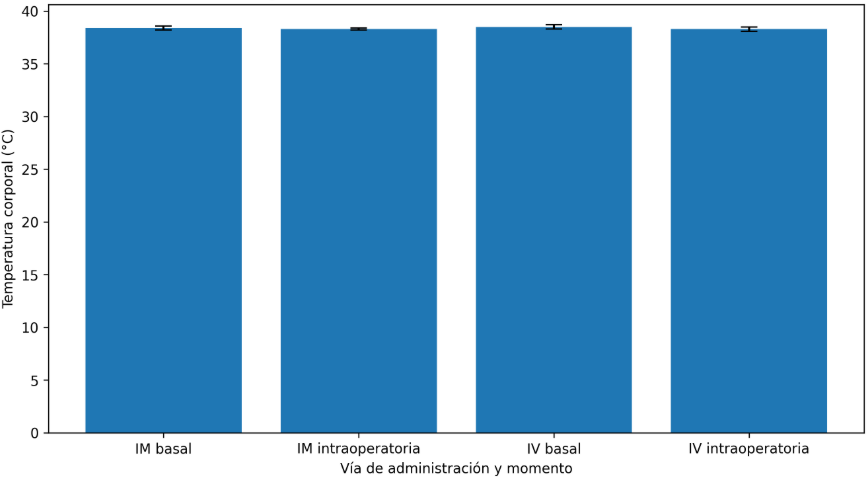 Temperatura corporal (°C)
40
35
30
25
20
15
10
5
0
IM basal
IM intraoperatoria
IV basal
IV intraoperatoria
Vía de administración y momento